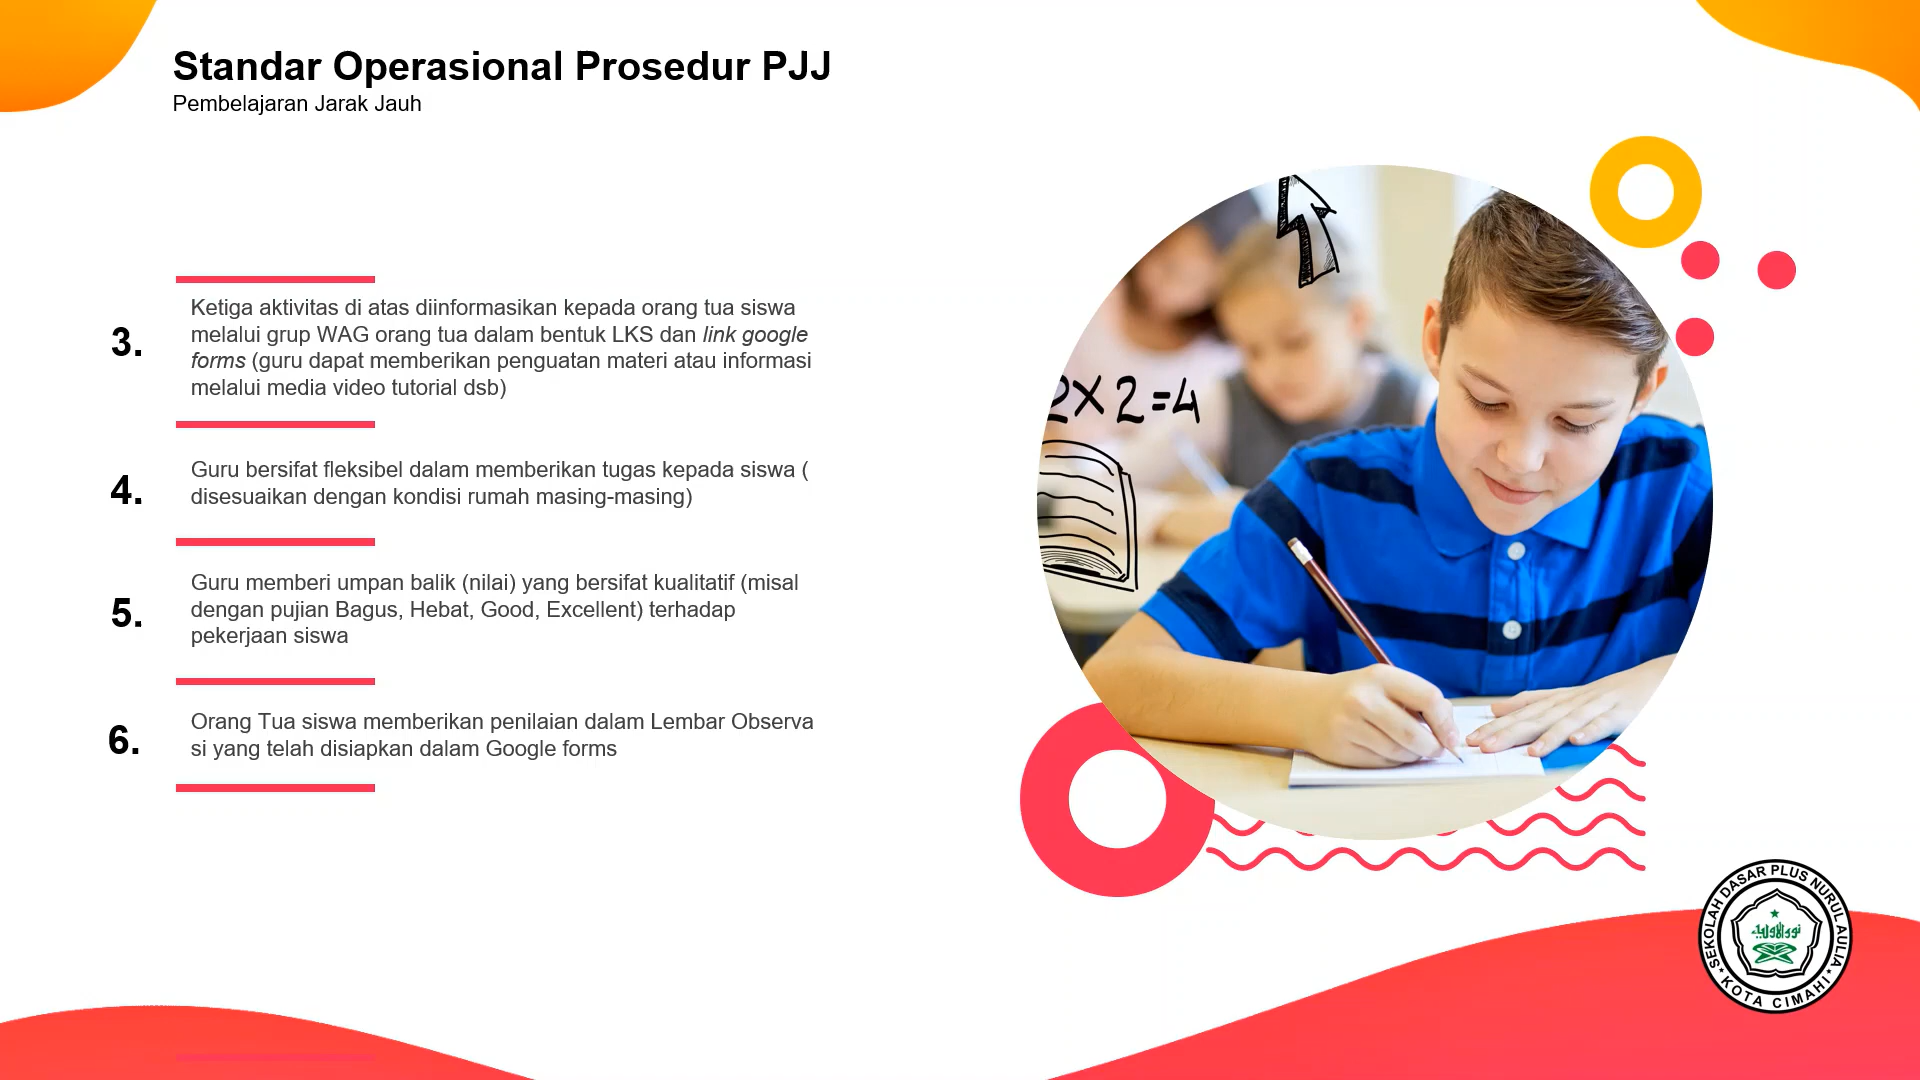 Standar Operasional Prosedur PJJ
Pembelajaran Jarak Jauh
3.
Ketiga aktivitas di atas diinformasikan kepada orang tua siswa
melalui grup WAG orang tua dalam bentuk LKS dan link google
forms (guru dapat memberikan penguatan materi atau informasi
melalui media video tutorial dsb)
4.
Guru bersifat fleksibel dalam memberikan tugas kepada siswa (
disesuaikan dengan kondisi rumah masing-masing)
5.
Guru memberi umpan balik (nilai) yang bersifat kualitatif (misal
dengan pujian Bagus, Hebat, Good, Excellent) terhadap
pekerjaan siswa
6.
Orang Tua siswa memberikan penilaian dalam Lembar Observa
si yang telah disiapkan dalam Google forms
2X2=4
SEKOLAH DASAR PLUS NURUL AULIA
* KOTA CIMAHI *